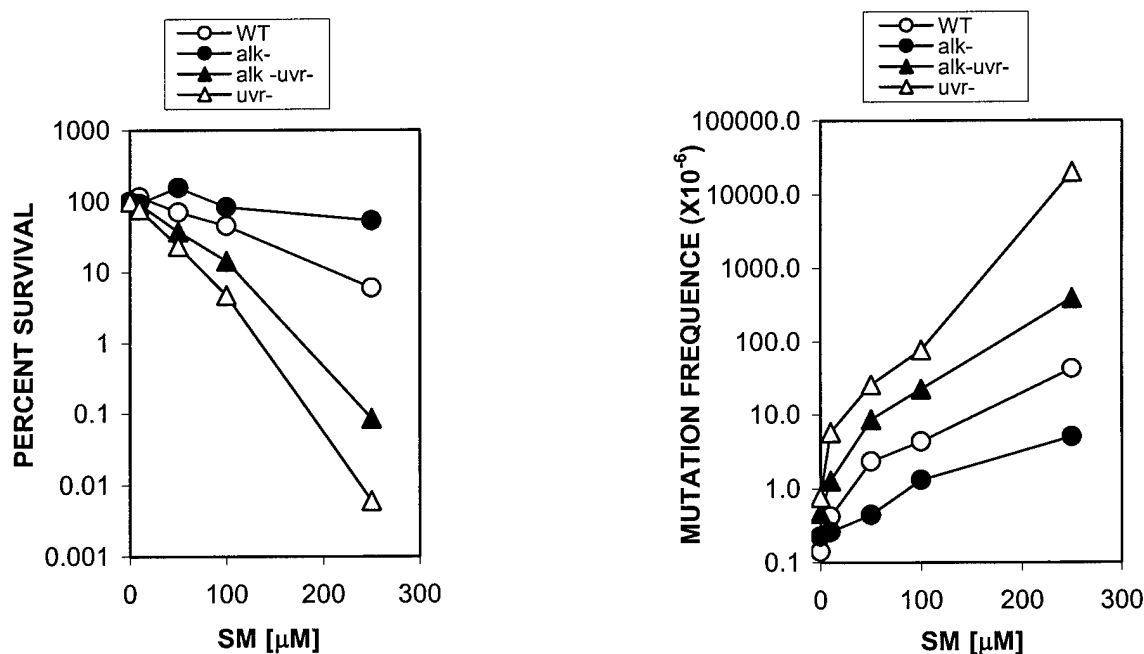 WT
alk-
alk -uvr-
uvr-
1000
100
10
1
0.1
0.01
0.001
PERCENT SURVIVAL
0
100
200
300
SM [μM]
WT
alk-
alk-uvr-
uvr-
100000.0
10000.0
1000.0
100.0
10.0
1.0
0.1
MUTATION FREQUENCE (X10⁻⁶)
0
100
200
300
SM [μM]